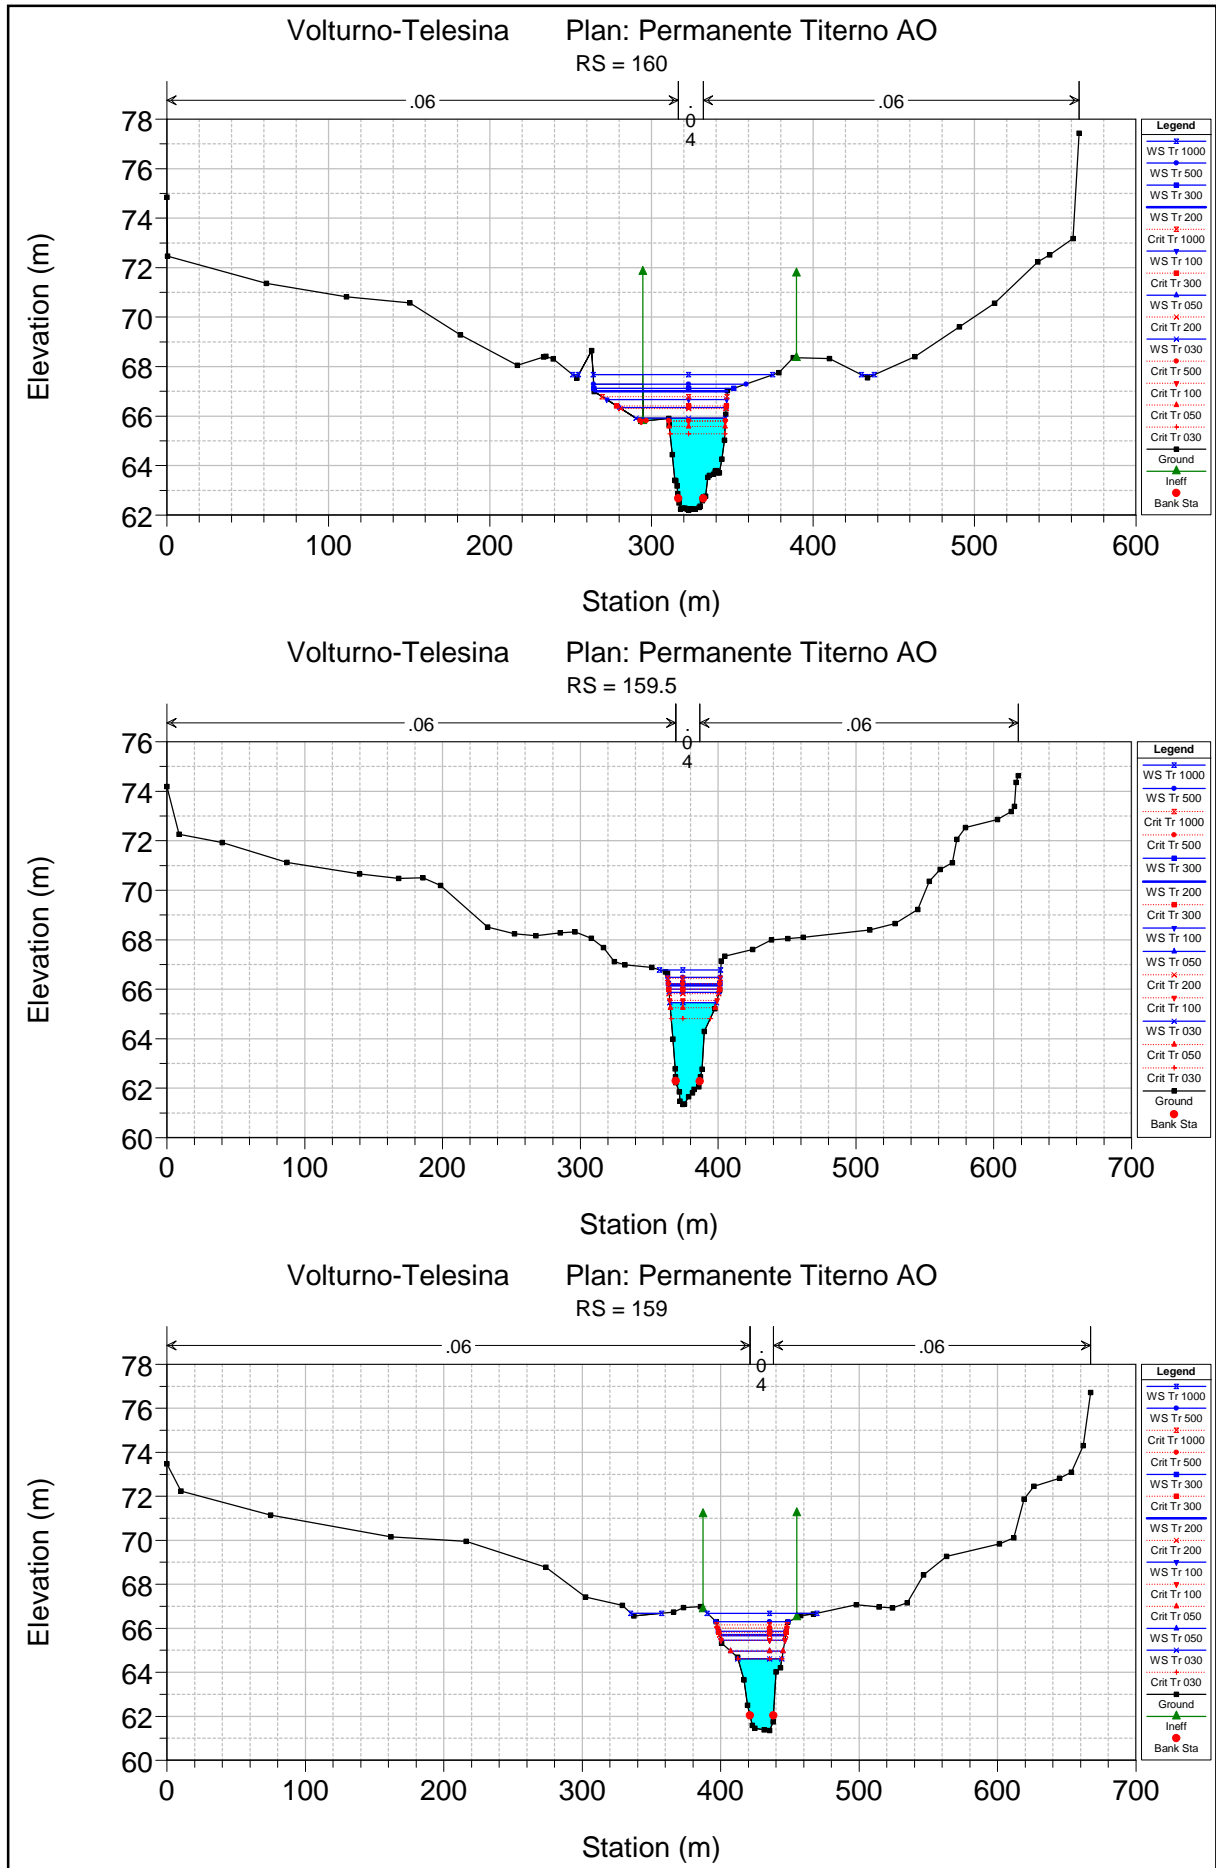 Volturno-Telesina Plan: Permanente Titerno AO
RS = 160
.06 .04 .06
Elevation (m)
78
76
74
72
70
68
66
64
62
0 100 200 300 400 500 600
Station (m)
Legend
WS Tr 1000
WS Tr 500
WS Tr 300
WS Tr 200
Crit Tr 1000
WS Tr 100
Crit Tr 300
WS Tr 050
Crit Tr 200
WS Tr 030
Crit Tr 500
Crit Tr 100
Crit Tr 050
Crit Tr 030
Ground
Ineff
Bank Sta
Volturno-Telesina Plan: Permanente Titerno AO
RS = 159.5
.06 .04 .06
Elevation (m)
76
74
72
70
68
66
64
62
60
0 100 200 300 400 500 600 700
Station (m)
Legend
WS Tr 1000
WS Tr 500
Crit Tr 1000
Crit Tr 500
WS Tr 300
WS Tr 200
Crit Tr 300
WS Tr 100
WS Tr 050
Crit Tr 200
Crit Tr 100
WS Tr 030
Crit Tr 050
Crit Tr 030
Ground
Bank Sta
Volturno-Telesina Plan: Permanente Titerno AO
RS = 159
.06 .04 .06
Elevation (m)
78
76
74
72
70
68
66
64
62
60
0 100 200 300 400 500 600 700
Station (m)
Legend
WS Tr 1000
WS Tr 500
Crit Tr 1000
Crit Tr 500
WS Tr 300
Crit Tr 300
WS Tr 200
Crit Tr 200
WS Tr 100
Crit Tr 100
Crit Tr 050
WS Tr 050
WS Tr 030
Crit Tr 030
Ground
Ineff
Bank Sta